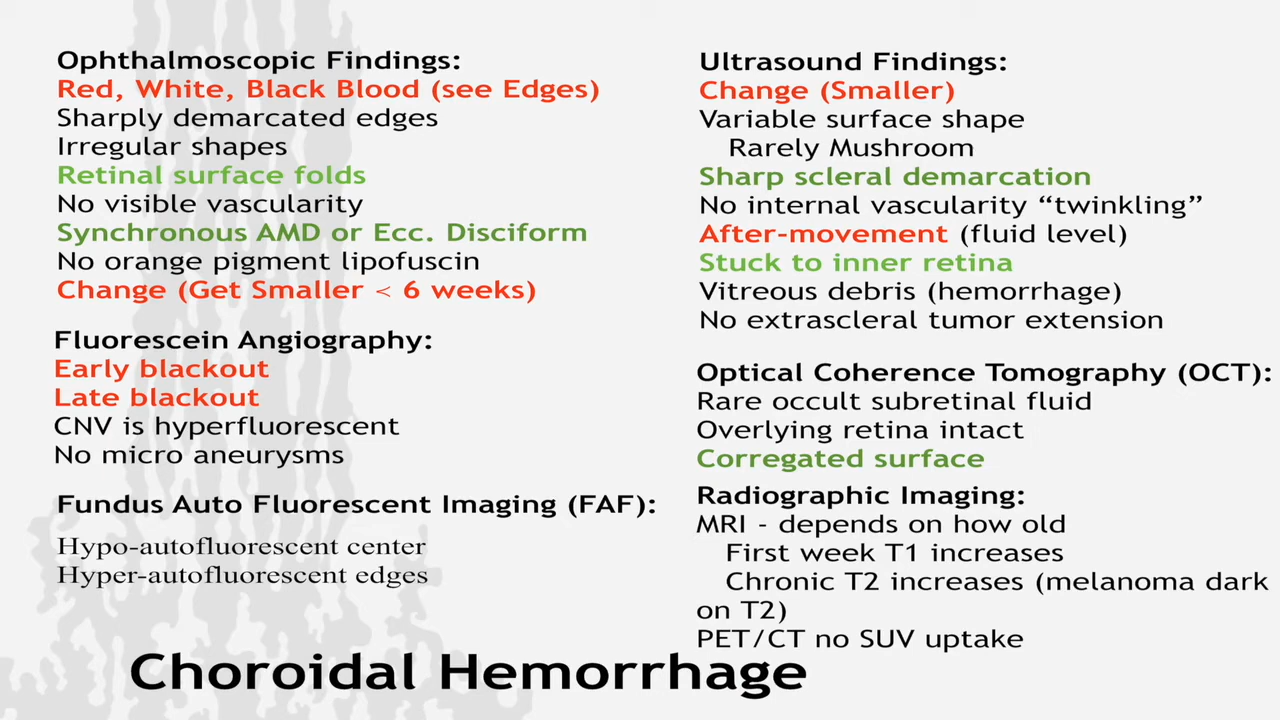 Ophthalmoscopic Findings:
Red, White, Black Blood (see Edges)
Sharply demarcated edges
Irregular shapes
Retinal surface folds
No visible vascularity
Synchronous AMD or Ecc. Disciform
No orange pigment lipofuscin
Change (Get Smaller < 6 weeks)
Fluorescein Angiography:
Early blackout
Late blackout
CNV is hyperfluorescent
No micro aneurysms
Fundus Auto Fluorescent Imaging (FAF):
Hypo-autofluorescent center
Hyper-autofluorescent edges
Ultrasound Findings:
Change (Smaller)
Variable surface shape
Rarely Mushroom
Sharp scleral demarcation
No internal vascularity “twinkling”
After-movement (fluid level)
Stuck to inner retina
Vitreous debris (hemorrhage)
No extrascleral tumor extension
Optical Coherence Tomography (OCT):
Rare occult subretinal fluid
Overlying retina intact
Corregated surface
Radiographic Imaging:
MRI - depends on how old
First week T1 increases
Chronic T2 increases (melanoma dark
on T2)
PET/CT no SUV uptake
Choroidal Hemorrhage